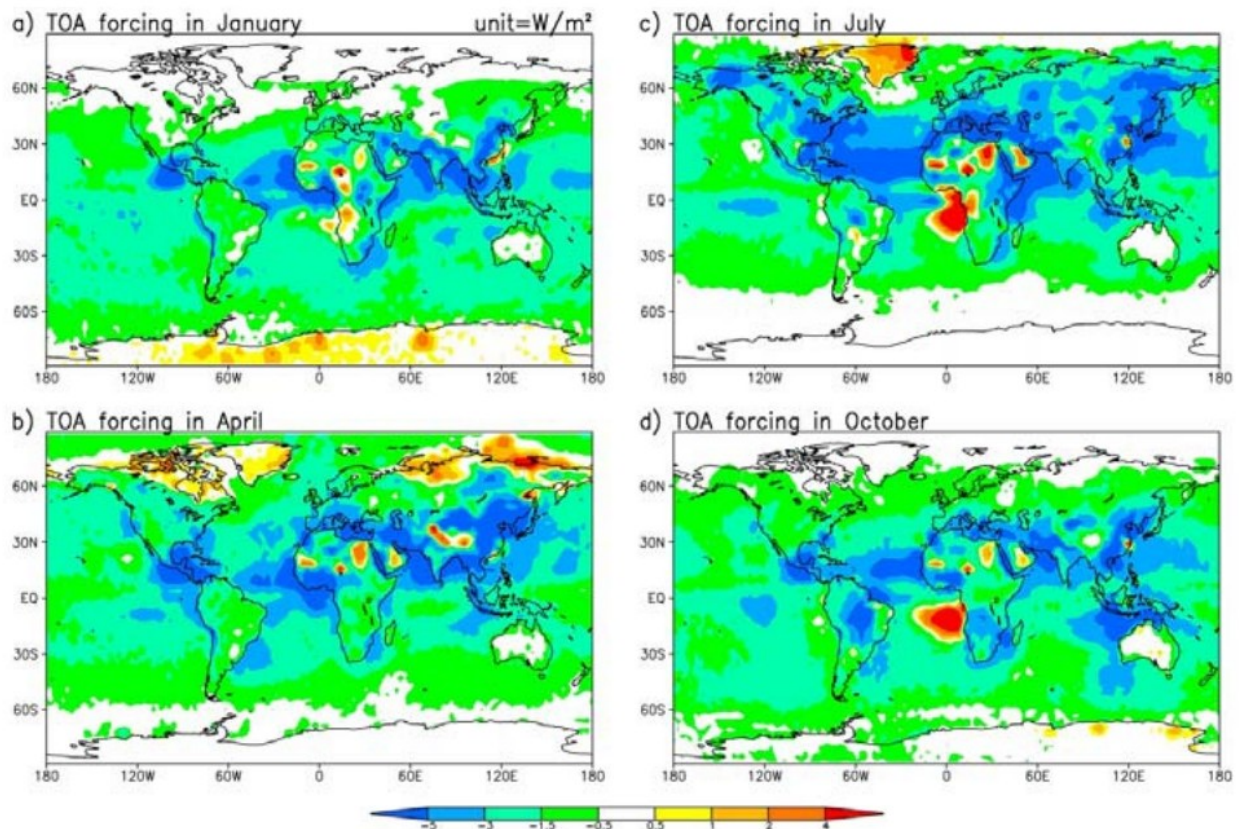 a) TOA forcing in January unit=W/m²
60N
30N
EQ
30S
60S
180 120W 60W 0 60E 120E 180
c) TOA forcing in July
60N
30N
EQ
30S
60S
180 120W 60W 0 60E 120E 180
b) TOA forcing in April
60N
30N
EQ
30S
60S
180 120W 60W 0 60E 120E 180
d) TOA forcing in October
60N
30N
EQ
30S
60S
180 120W 60W 0 60E 120E 180
-5 -3 -1.5 -0.5 0.5 1 2 4